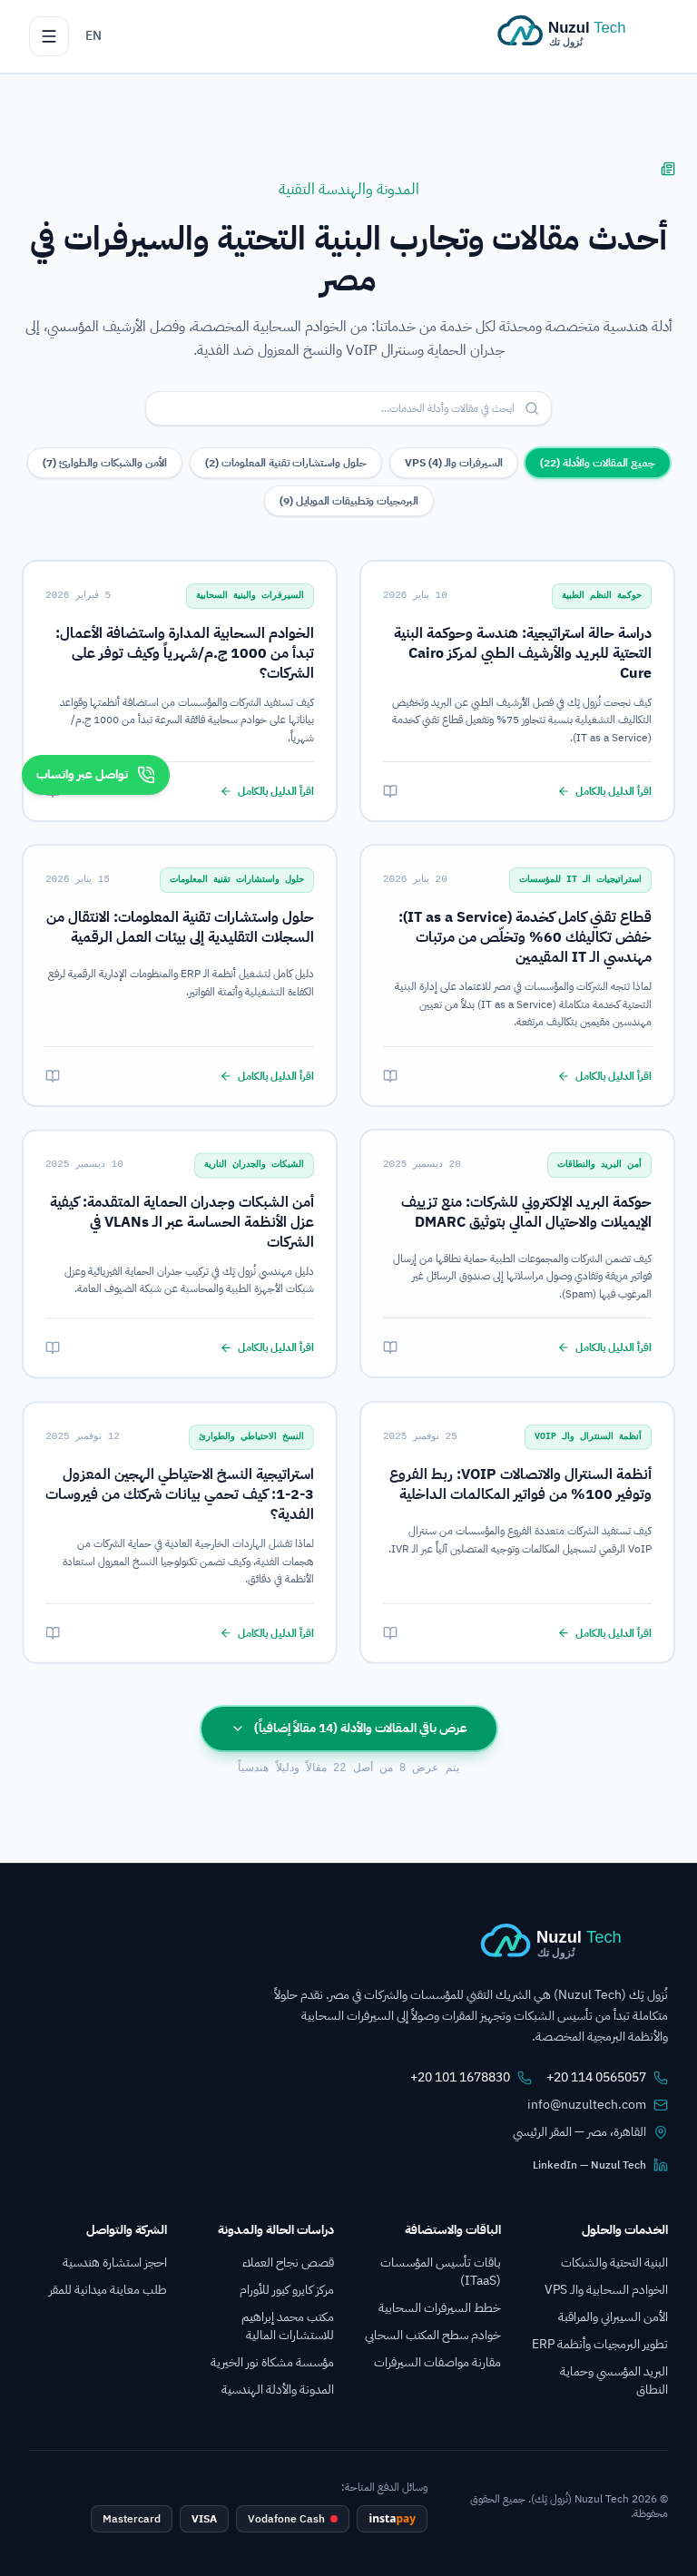 Nuzul Tech
نُزول تك
EN
المدونة والهندسة التقنية
أحدث مقالات وتجارب البنية التحتية والسيرفرات في
مصر
أدلة هندسية متخصصة ومحدثة لكل خدمة من خدماتنا: من الخوادم السحابية المخصصة، وفصل الأرشيف المؤسسي، إلى
جدران الحماية وسنترال VoIP والنسخ المعزول ضد الفدية.
ابحث في مقالات وأدلة الخدمات...
جميع المقالات والأدلة (22)
السيرفرات والـ VPS (4)
حلول واستشارات تقنية المعلومات (2)
الأمن والشبكات والطوارئ (7)
البرمجيات وتطبيقات الموبايل (9)
حوكمة النظم الطبية
10 يناير 2026
دراسة حالة استراتيجية: هندسة وحوكمة البنية
التحتية للبريد والأرشيف الطبي لمركز Cairo
Cure
كيف نجحت نُزول تِك في فصل الأرشيف الطبي عن البريد وتخفيض
التكاليف التشغيلية بنسبة تتجاوز 75% وتفعيل قطاع تقني كخدمة
(IT as a Service).
اقرأ الدليل بالكامل
السيرفرات والبنية السحابية
5 فبراير 2026
الخوادم السحابية المدارة واستضافة الأعمال:
تبدأ من 1000 ج.م/شهرياً وكيف توفر على
الشركات؟
كيف تستفيد الشركات والمؤسسات من استضافة أنظمتها وقواعد
بياناتها على خوادم سحابية فائقة السرعة تبدأ من 1000 ج.م/
شهرياً.
اقرأ الدليل بالكامل
تواصل عبر واتساب
استراتيجيات الـ IT للمؤسسات
20 يناير 2026
قطاع تقني كامل كخدمة (IT as a Service):
خفض تكاليفك 60% وتخلّص من مرتبات
مهندسي الـ IT المقيمين
لماذا تتجه الشركات والمؤسسات في مصر للاعتماد على إدارة البنية
التحتية كخدمة متكاملة (IT as a Service) بدلاً من تعيين
مهندسين مقيمين بتكاليف مرتفعة.
اقرأ الدليل بالكامل
حلول واستشارات تقنية المعلومات
15 يناير 2026
حلول واستشارات تقنية المعلومات: الانتقال من
السجلات التقليدية إلى بيئات العمل الرقمية
دليل كامل لتشغيل أنظمة الـ ERP والمنظومات الإدارية الرقمية لرفع
الكفاءة التشغيلية وأتمتة الفواتير.
اقرأ الدليل بالكامل
أمن البريد والنطاقات
28 ديسمبر 2025
حوكمة البريد الإلكتروني للشركات: منع تزييف
الإيميلات والاحتيال المالي بتوثيق DMARC
كيف تضمن الشركات والمجموعات الطبية حماية نطاقها من إرسال
فواتير مزيفة وتفادي وصول مراسلاتها إلى صندوق الرسائل غير
المرغوب فيها (Spam).
اقرأ الدليل بالكامل
الشبكات والجدران النارية
10 ديسمبر 2025
أمن الشبكات وجدران الحماية المتقدمة: كيفية
عزل الأنظمة الحساسة عبر الـ VLANs في
الشركات
دليل مهندسي نُزول تِك في تركيب جدران الحماية الفيزيائية وعزل
شبكات الأجهزة الطبية والمحاسبة عن شبكة الضيوف العامة.
اقرأ الدليل بالكامل
أنظمة السنترال والـ VOIP
25 نوفمبر 2025
أنظمة السنترال والاتصالات VOIP: ربط الفروع
وتوفير 100% من فواتير المكالمات الداخلية
كيف تستفيد الشركات متعددة الفروع والمؤسسات من سنترال
VoIP الرقمي لتسجيل المكالمات وتوجيه المتصلين آلياً عبر الـ IVR.
اقرأ الدليل بالكامل
النسخ الاحتياطي والطوارئ
12 نوفمبر 2025
استراتيجية النسخ الاحتياطي الهجين المعزول
3-2-1: كيف تحمي بيانات شركتك من فيروسات
الفدية؟
لماذا تفشل الهاردات الخارجية العادية في حماية الشركات من
هجمات الفدية، وكيف تضمن تكنولوجيا النسخ المعزول استعادة
الأنظمة في دقائق.
اقرأ الدليل بالكامل
عرض باقي المقالات والأدلة (14 مقالاً إضافياً)
يتم عرض 8 من أصل 22 مقالاً ودليلاً هندسياً
Nuzul Tech
نُزول تك
نُزول تِك (Nuzul Tech) هي الشريك التقني للمؤسسات والشركات في مصر. نقدم حلولاً
متكاملة تبدأ من تأسيس الشبكات وتجهيز المقرات وصولاً إلى السيرفرات السحابية
والأنظمة البرمجية المخصصة.
+20 114 0565057
+20 101 1678830
info@nuzultech.com
القاهرة، مصر — المقر الرئيسي
LinkedIn — Nuzul Tech
الخدمات والحلول
البنية التحتية والشبكات
الخوادم السحابية والـ VPS
الأمن السيبراني والمراقبة
تطوير البرمجيات وأنظمة ERP
البريد المؤسسي وحماية
النطاق
الباقات والاستضافة
باقات تأسيس المؤسسات
(ITaaS)
خطط السيرفرات السحابية
خوادم سطح المكتب السحابي
مقارنة مواصفات السيرفرات
دراسات الحالة والمدونة
قصص نجاح العملاء
مركز كايرو كيور للأورام
مكتب محمد إبراهيم
للاستشارات المالية
مؤسسة مشكاة نور الخيرية
المدونة والأدلة الهندسية
الشركة والتواصل
احجز استشارة هندسية
طلب معاينة ميدانية للمقر
© 2026 Nuzul Tech (نُزول تِك). جميع الحقوق
محفوظة.
وسائل الدفع المتاحة:
instapay
Vodafone Cash
VISA
Mastercard